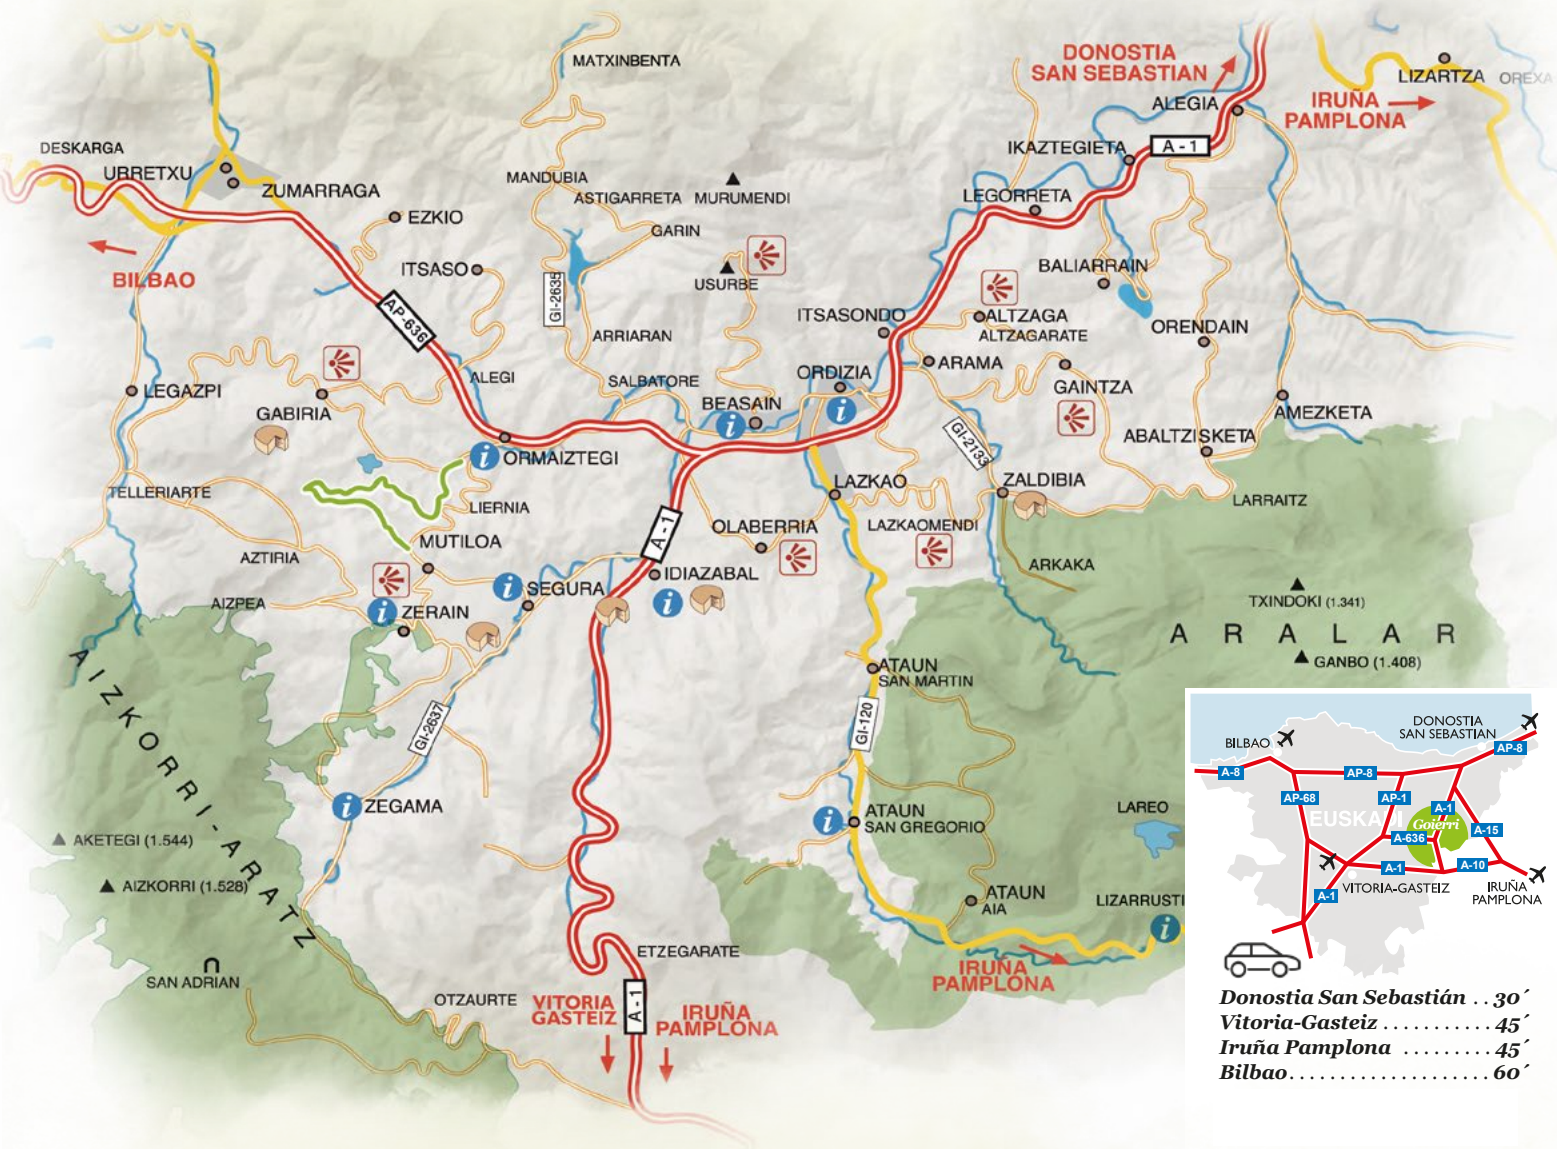 MATXINBENTA
DONOSTIA
SAN SEBASTIAN
LIZARTZA
OREXA
IRUÑA
PAMPLONA
ALEGIA
A-1
IKAZTEGIETA
DESKARGA
URRETXU
ZUMARRAGA
MANDUBIA
ASTIGARRETA
MURUMENDI
LEGORRETA
EZKIO
GARIN
BILBAO
ITSASO
USURBE
BALIARRAIN
GI-2635
AP-636
ITSASONDO
ALTZAGA
ALTZAGARATE
ORENDAIN
ARRIARAN
ARAMA
LEGAZPI
ALEGI
SALBATORE
ORDIZIA
GAINTZA
GABIRIA
BEASAIN
i
i
AMEZKETA
GI-2133
ABALTZISKETA
i
ORMAIZTEGI
TELLERIARTE
LIERNIA
LAZKAO
ZALDIBIA
LARRAITZ
A-1
OLABERRIA
LAZKAOMENDI
MUTILOA
AZTIRIA
ARKAKA
i
SEGURA
IDIAZABAL
i
TXINDOKI (1.341)
AIZPEA
i
ZERAIN
ARALAR
GANBO (1.408)
ATAUN
SAN MARTIN
AIZKORRI-ARATZ
GI-2637
GI-120
i
ZEGAMA
i
ATAUN
SAN GREGORIO
LAREO
AKETEGI (1.544)
AIZKORRI (1.528)
ATAUN
AIA
LIZARRUSTI
i
ETZEGARATE
IRUÑA
PAMPLONA
SAN ADRIAN
OTZAURTE
VITORIA
GASTEIZ
A-1
IRUÑA
PAMPLONA
DONOSTIA
SAN SEBASTIAN
BILBAO
AP-8
A-8
AP-8
AP-68
AP-1
A-1
EUSKADI
Goierri
A-636
A-15
A-1
A-10
A-1
VITORIA-GASTEIZ
IRUÑA
PAMPLONA
Donostia San Sebastián .. 30´
Vitoria-Gasteiz ........... 45´
Iruña Pamplona ......... 45´
Bilbao.................... 60´